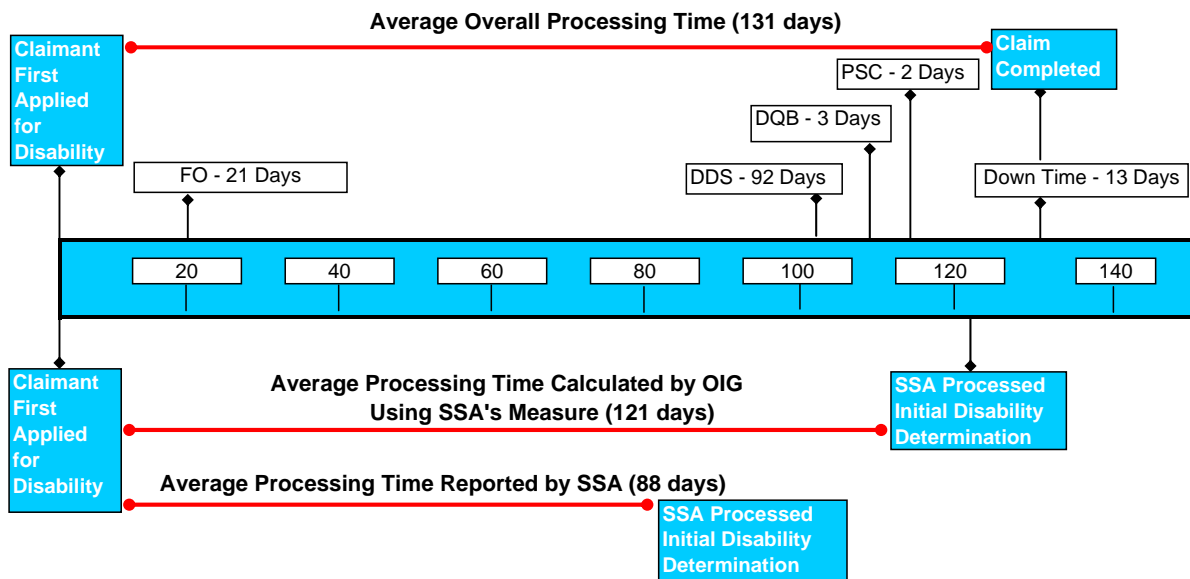 Average Overall Processing Time (131 days)
Claimant
First
Applied
for
Disability
Claim
Completed
PSC - 2 Days
DQB - 3 Days
FO - 21 Days
DDS - 92 Days
Down Time - 13 Days
20
40
60
80
100
120
140
Claimant
First
Applied
for
Disability
Average Processing Time Calculated by OIG
Using SSA's Measure (121 days)
SSA Processed
Initial Disability
Determination
Average Processing Time Reported by SSA (88 days)
SSA Processed
Initial Disability
Determination